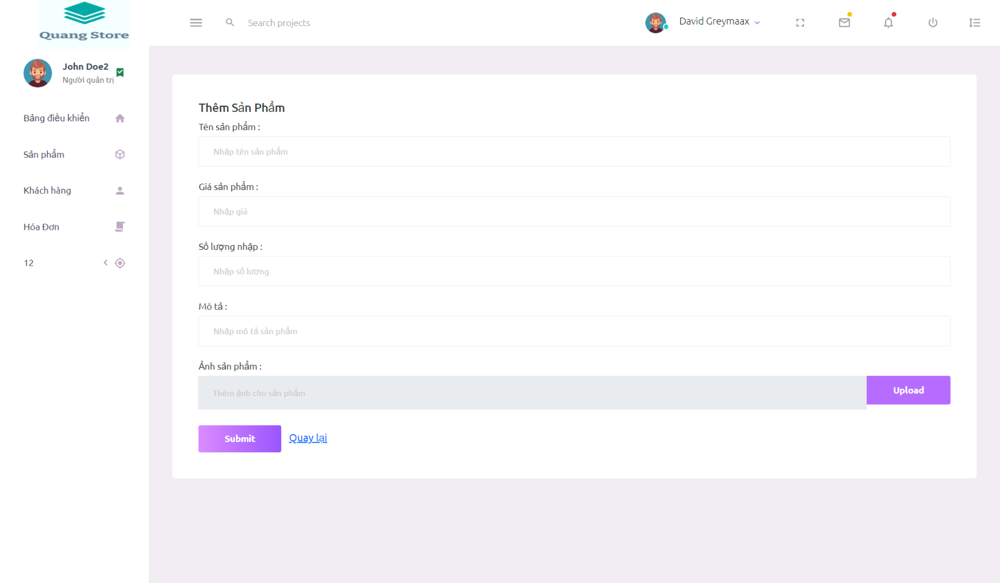 Quang Store
Search projects
David Greymaax
John Doe2
Người quản trị
Bảng điều khiển
Sản phẩm
Khách hàng
Hóa Đơn
12
Thêm Sản Phẩm
Tên sản phẩm :
Nhập tên sản phẩm
Giá sản phẩm :
Nhập giá
Số lượng nhập :
Nhập số lượng
Mô tả :
Nhập mô tả sản phẩm
Ảnh sản phẩm :
Thêm ảnh cho sản phẩm
Upload
Submit
Quay lại